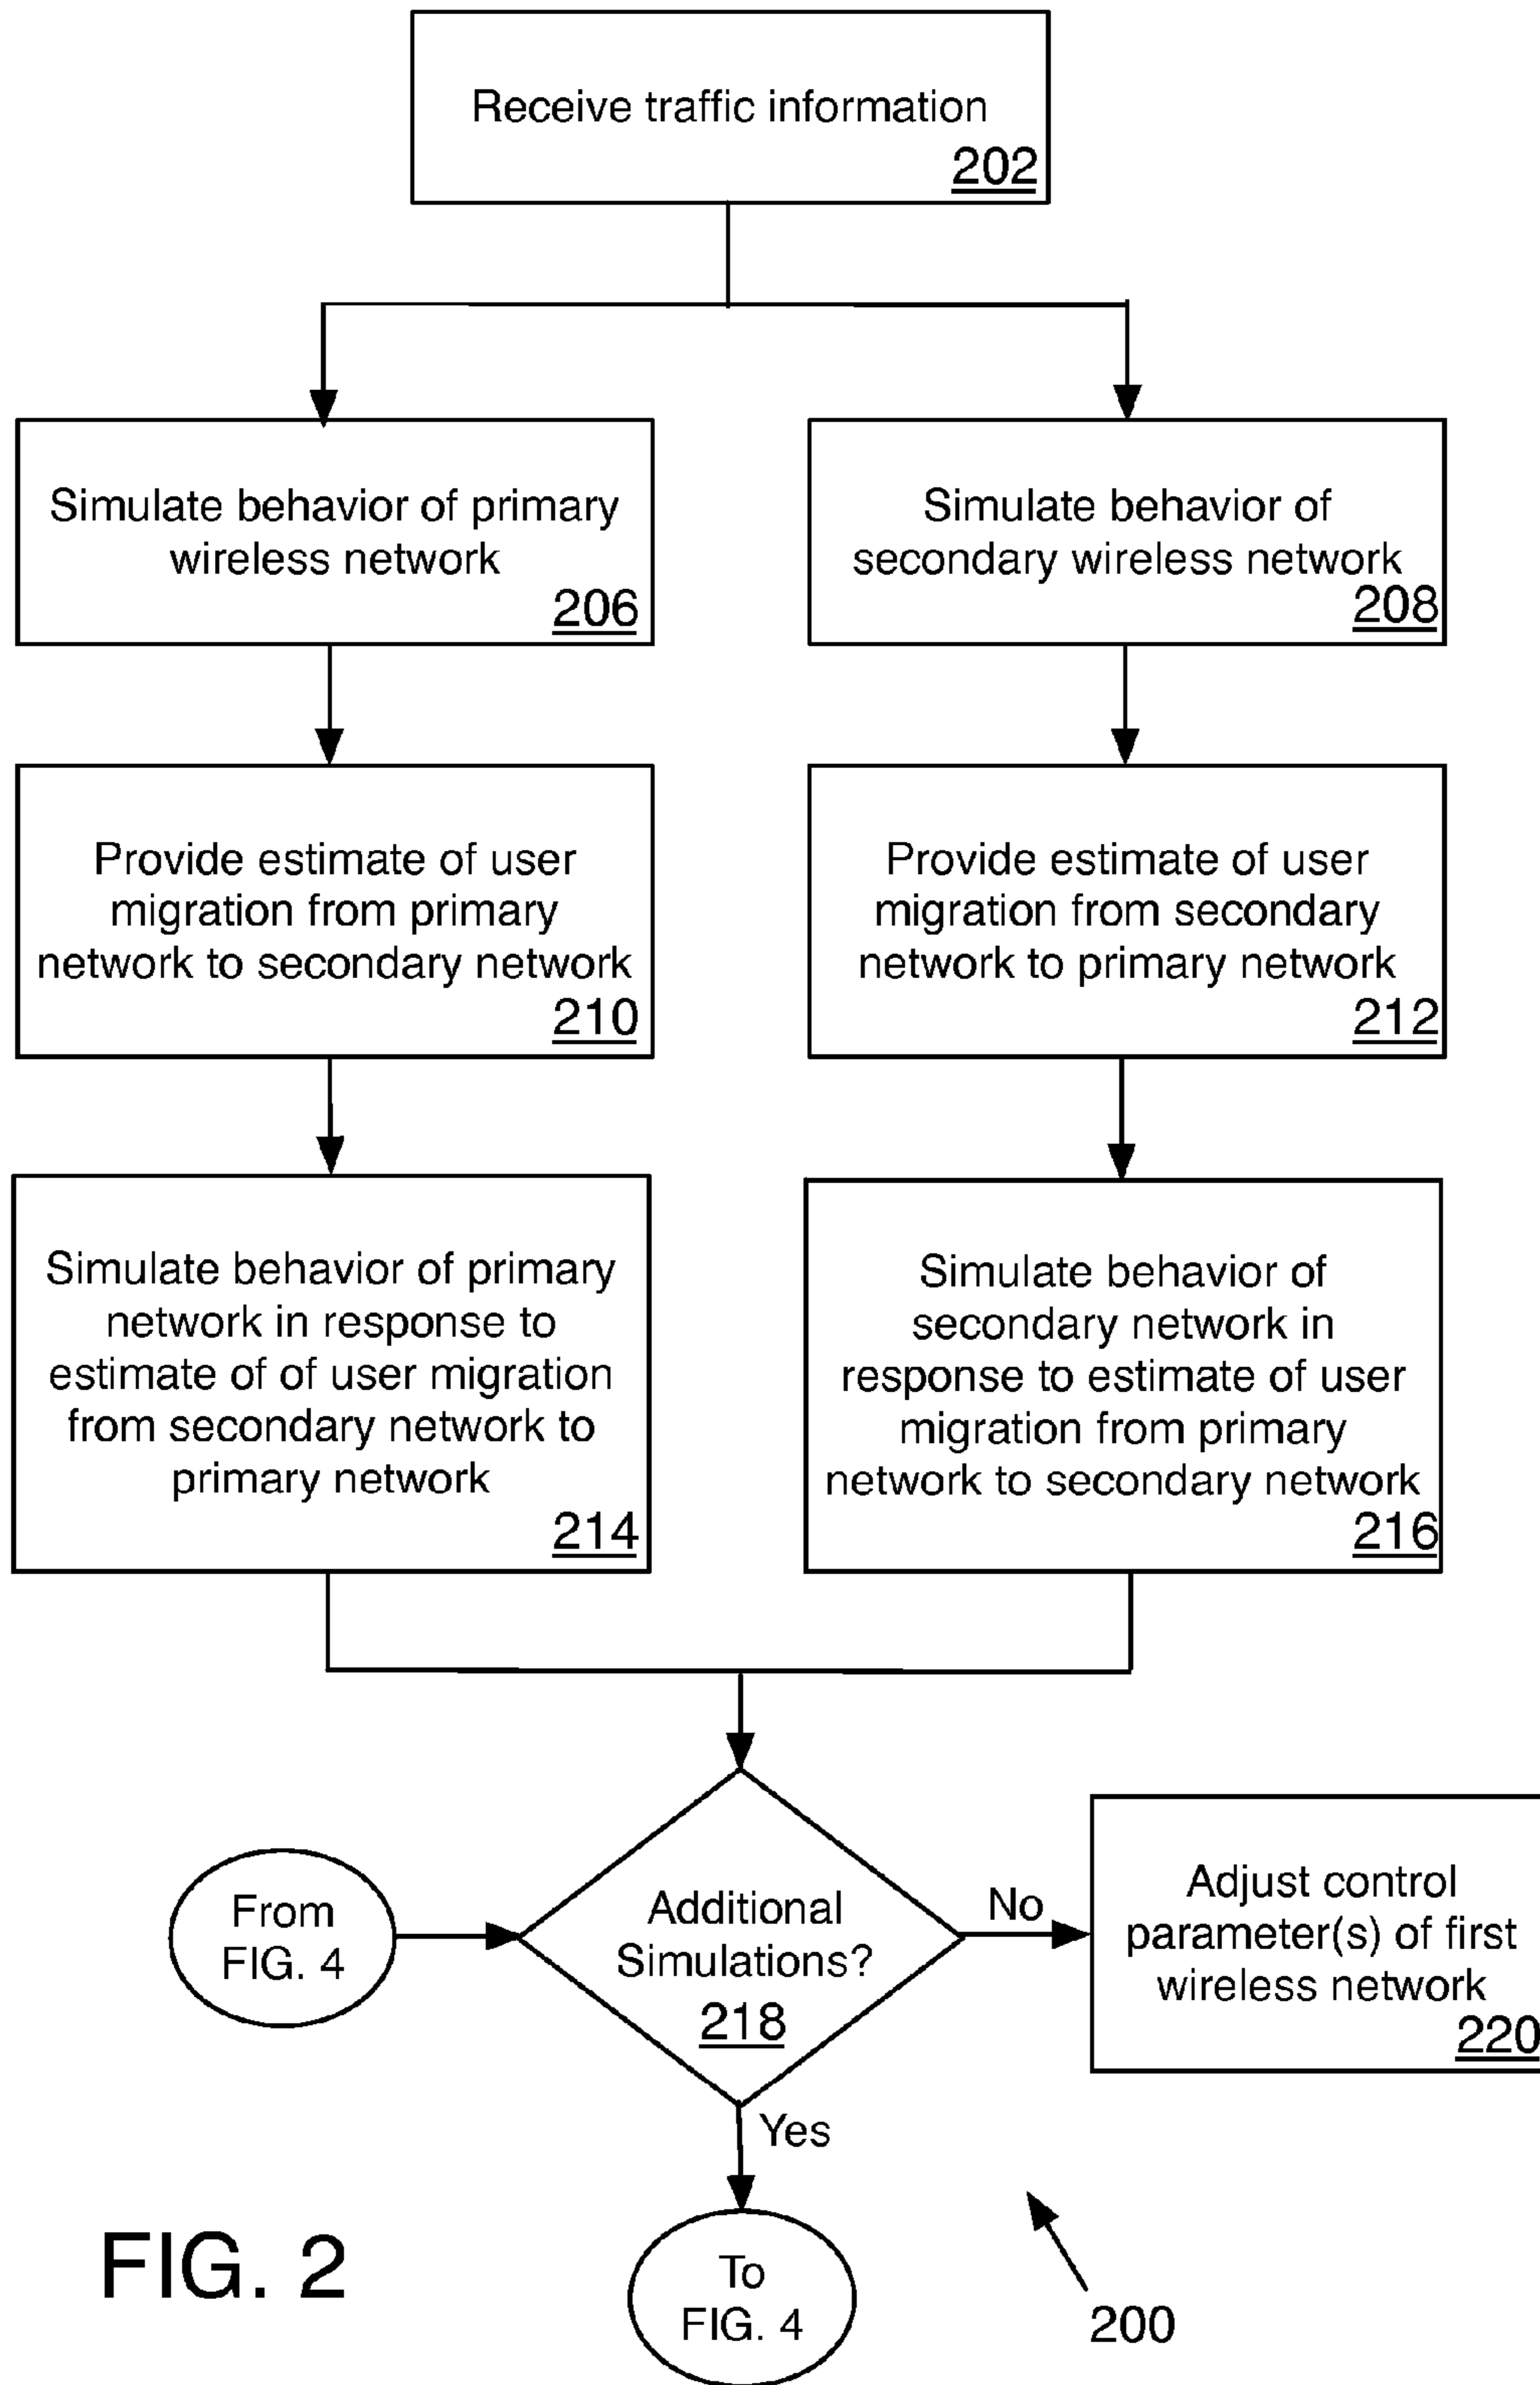 Receive traffic information
202
Simulate behavior of primary
wireless network
206
Simulate behavior of
secondary wireless network
208
Provide estimate of user
migration from primary
network to secondary network
210
Provide estimate of user
migration from secondary
network to primary network
212
Simulate behavior of primary
network in response to
estimate of of user migration
from secondary network to
primary network
214
Simulate behavior of
secondary network in
response to estimate of user
migration from primary
network to secondary network
216
From
FIG. 4
Additional
Simulations?
218
No
Adjust control
parameter(s) of first
wireless network
220
Yes
To
FIG. 4
FIG. 2
200